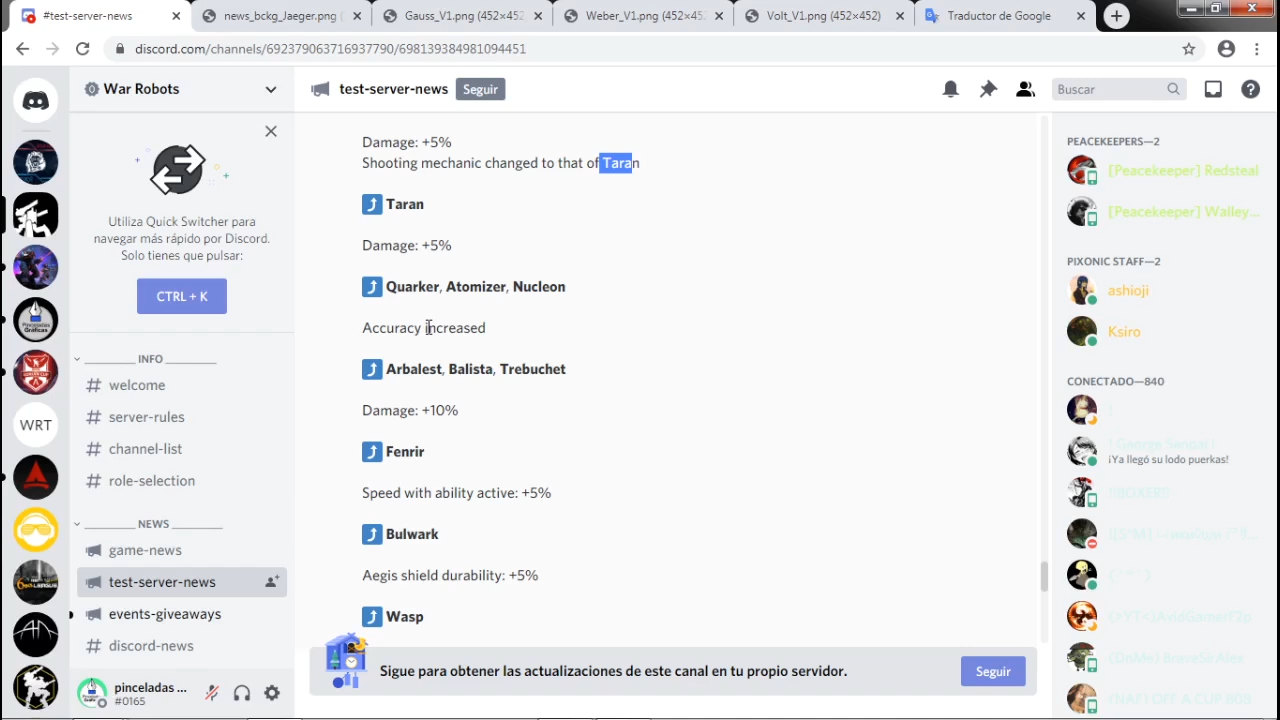 #test-server-news
news_bckg_Jaeger.png
Gauss_V1.png (452×452
Weber_V1.png (452×452
Volt_V1.png (452×452)
Traductor de Google
discord.com/channels/692379063716937790/698139384981094451
War Robots
test-server-news
Seguir
Buscar
Utiliza Quick Switcher para
navegar más rápido por Discord.
Solo tienes que pulsar:
CTRL + K
INFO
welcome
server-rules
channel-list
role-selection
NEWS
game-news
test-server-news
events-giveaways
discord-news
WRT
pinceladas ...
#0165
Damage: +5%
Shooting mechanic changed to that of Taran
Taran
Damage: +5%
Quarker, Atomizer, Nucleon
Accuracy increased
Arbalest, Balista, Trebuchet
Damage: +10%
Fenrir
Speed with ability active: +5%
Bulwark
Aegis shield durability: +5%
Wasp
Sigue para obtener las actualizaciones de este canal en tu propio servidor.
Seguir
PEACEKEEPERS—2
[Peacekeeper] Redsteal
[Peacekeeper] Walley...
PIXONIC STAFF—2
ashioji
Ksiro
CONECTADO—840
¡Ya llegó su lodo puerkas!